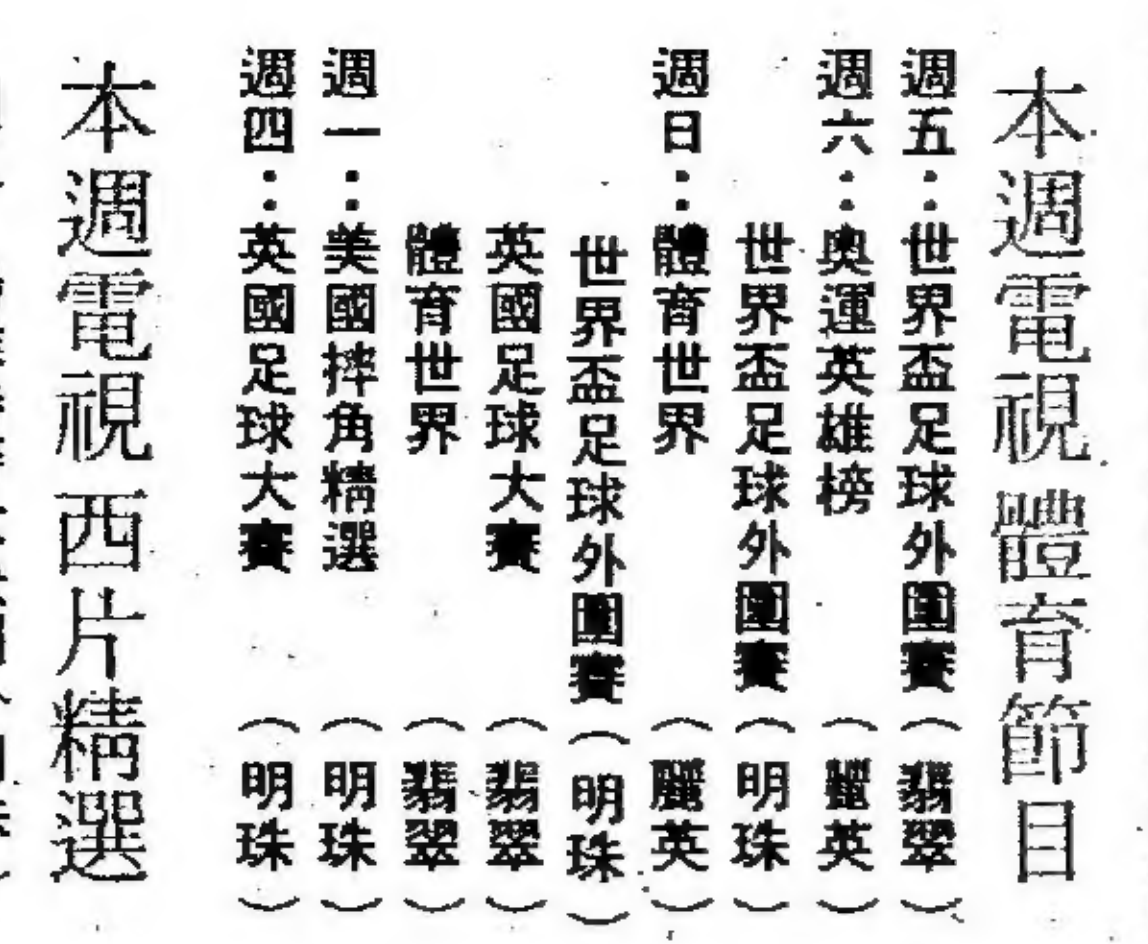 本週電視體育節目
週五：世界盃足球外圍賽（翡翠）
週六：奧運英雄榜（麗英）
世界盃足球外圍賽（明珠）
週日：體育世界（麗英）
世界盃足球外圍賽（明珠）
英國足球大賽（翡翠）
體育世界（翡翠）
週一：美國摔角精選（明珠）
週四：英國足球大賽（明珠）
本週電視西片精選